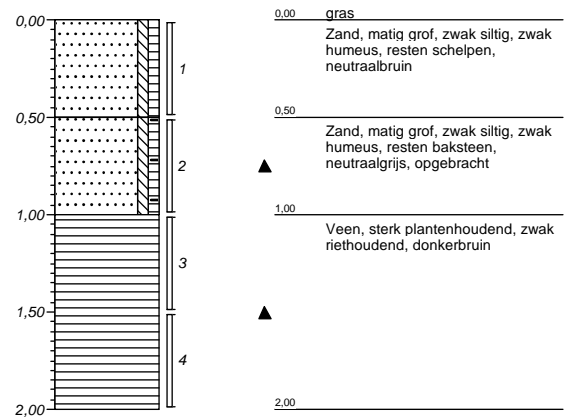 0,00
0,50
1,00
1,50
2,00
1
2
3
4
0,00 gras
Zand, matig grof, zwak siltig, zwak
humeus, resten schelpen,
neutraalbruin
0,50
Zand, matig grof, zwak siltig, zwak
humeus, resten baksteen,
neutraalgrijs, opgebracht
1,00
Veen, sterk plantenhoudend, zwak
riethoudend, donkerbruin
2,00